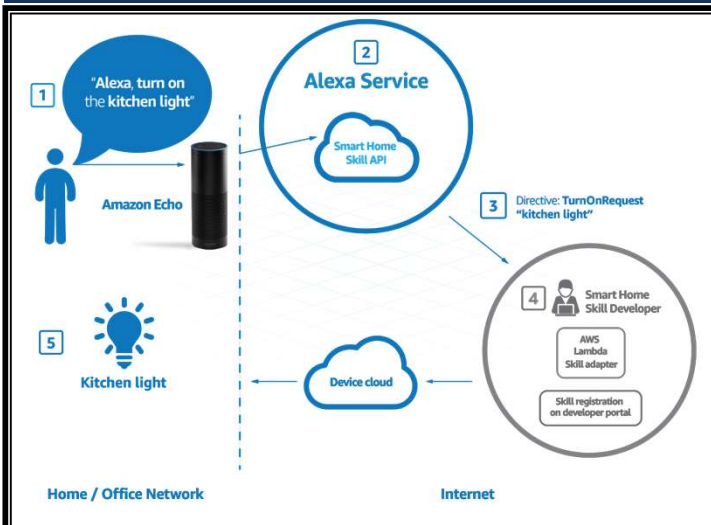 1
"Alexa, turn on
the kitchen light"
Amazon Echo
2
Alexa Service
Smart Home
Skill API
3
Directive: TurnOnRequest
"kitchen light"
4
Smart Home
Skill Developer
AWS
Lambda
Skill adapter
Skill registration
on developer portal
Device cloud
5
Kitchen light
Home / Office Network
Internet